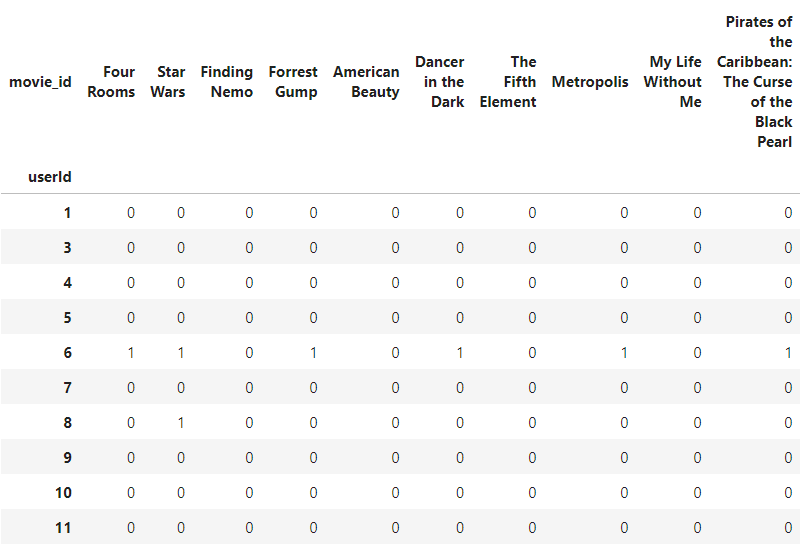 movie_id Four Rooms Star Wars Finding Nemo Forrest Gump American Beauty Dancer in the Dark The Fifth Element Metropolis My Life Without Me Pirates of the Caribbean: The Curse of the Black Pearl
userId
1 0 0 0 0 0 0 0 0 0 0
3 0 0 0 0 0 0 0 0 0 0
4 0 0 0 0 0 0 0 0 0 0
5 0 0 0 0 0 0 0 0 0 0
6 1 1 0 1 0 1 0 1 0 1
7 0 0 0 0 0 0 0 0 0 0
8 0 1 0 0 0 0 0 0 0 0
9 0 0 0 0 0 0 0 0 0 0
10 0 0 0 0 0 0 0 0 0 0
11 0 0 0 0 0 0 0 0 0 0